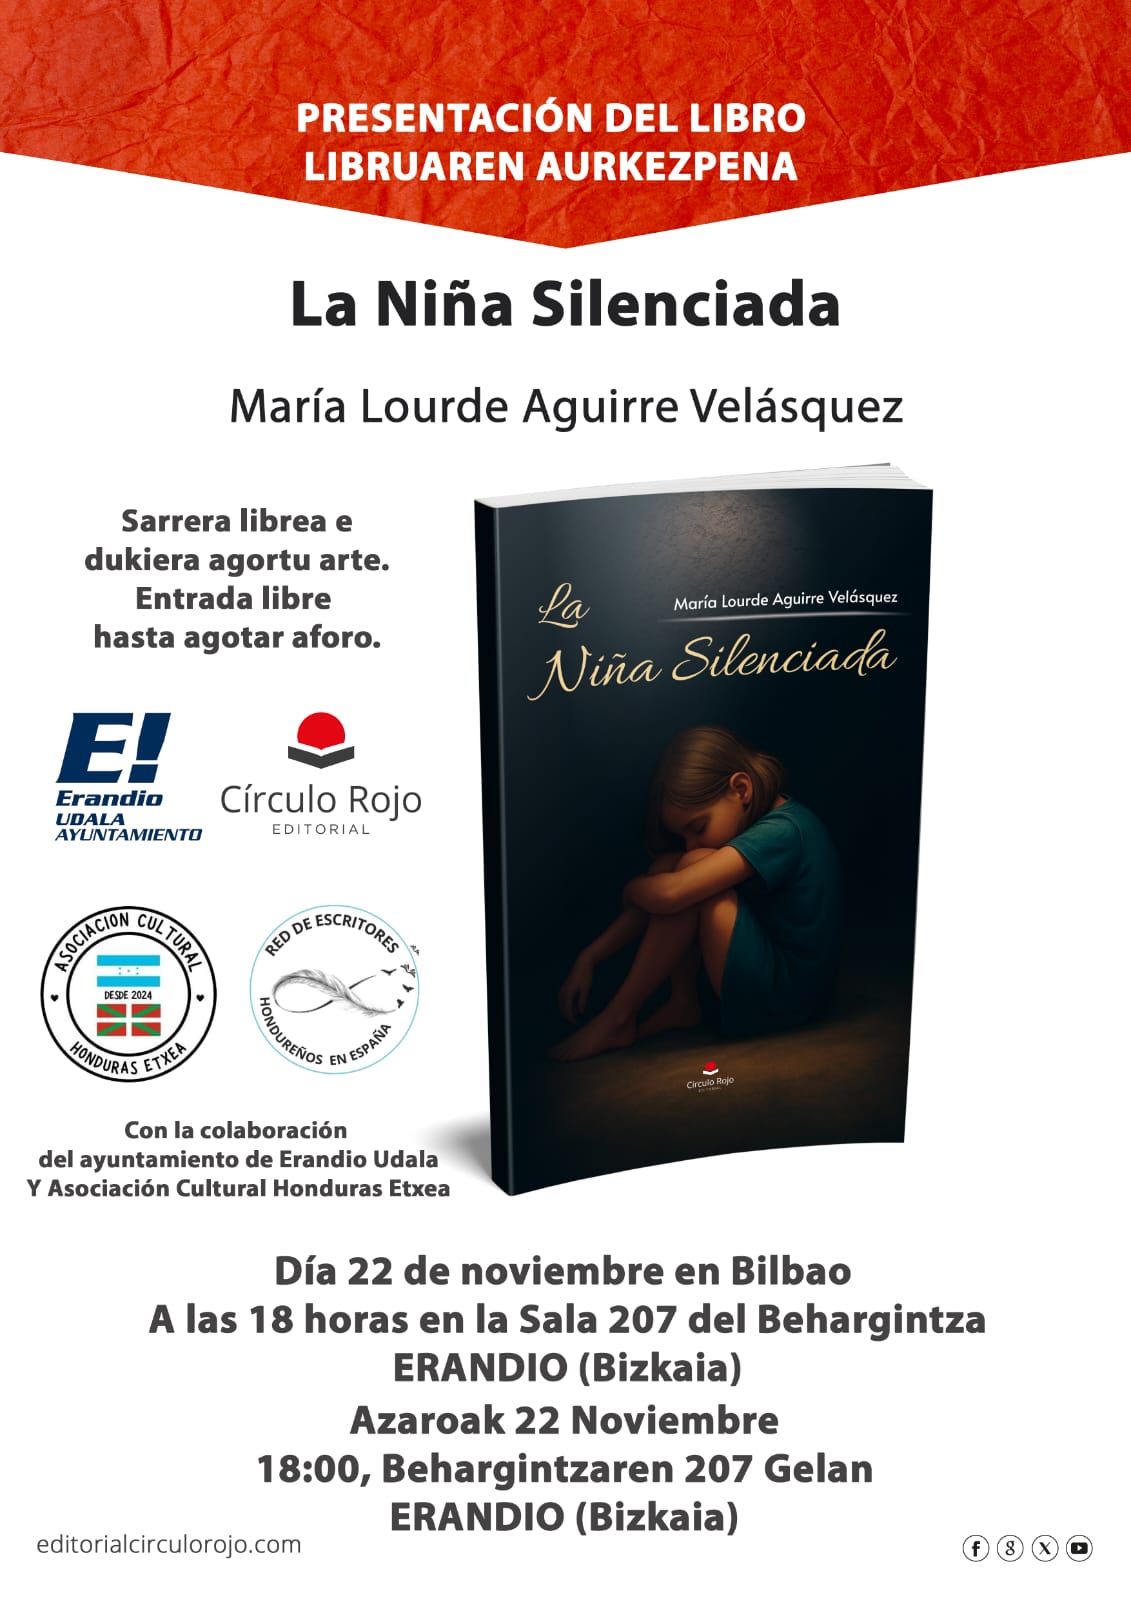 PRESENTACIÓN DEL LIBRO
LIBRUAREN AURKEZPENA
La Niña Silenciada
María Lourde Aguirre Velásquez
Sarrera librea e
dukiera agortu arte.
Entrada libre
hasta agotar aforo.
E!
Erandio
UDALA
AYUNTAMIENTO
Círculo Rojo
EDITORIAL
ASOCIACION CULTURAL
DESDE 2024
HONDURAS ETXEA
RED DE ESCRITORES
HONDUREÑOS EN ESPAÑA
Con la colaboración
del ayuntamiento de Erandio Udala
Y Asociación Cultural Honduras Etxea
María Lourde Aguirre Velásquez
La
Niña Silenciada
Círculo Rojo
EDITORIAL
Día 22 de noviembre en Bilbao
A las 18 horas en la Sala 207 del Behargintza
ERANDIO (Bizkaia)
Azaroak 22 Noviembre
18:00, Behargintzaren 207 Gelan
ERANDIO (Bizkaia)
editorialcirculorojo.com